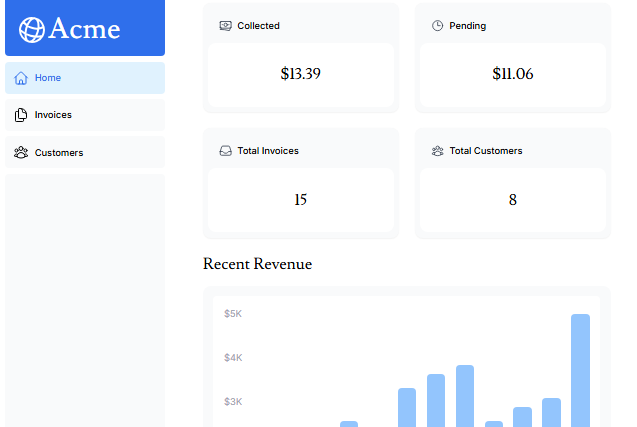 Acme
Home
Invoices
Customers
Collected
$13.39
Pending
$11.06
Total Invoices
15
Total Customers
8
Recent Revenue
$5K
$4K
$3K